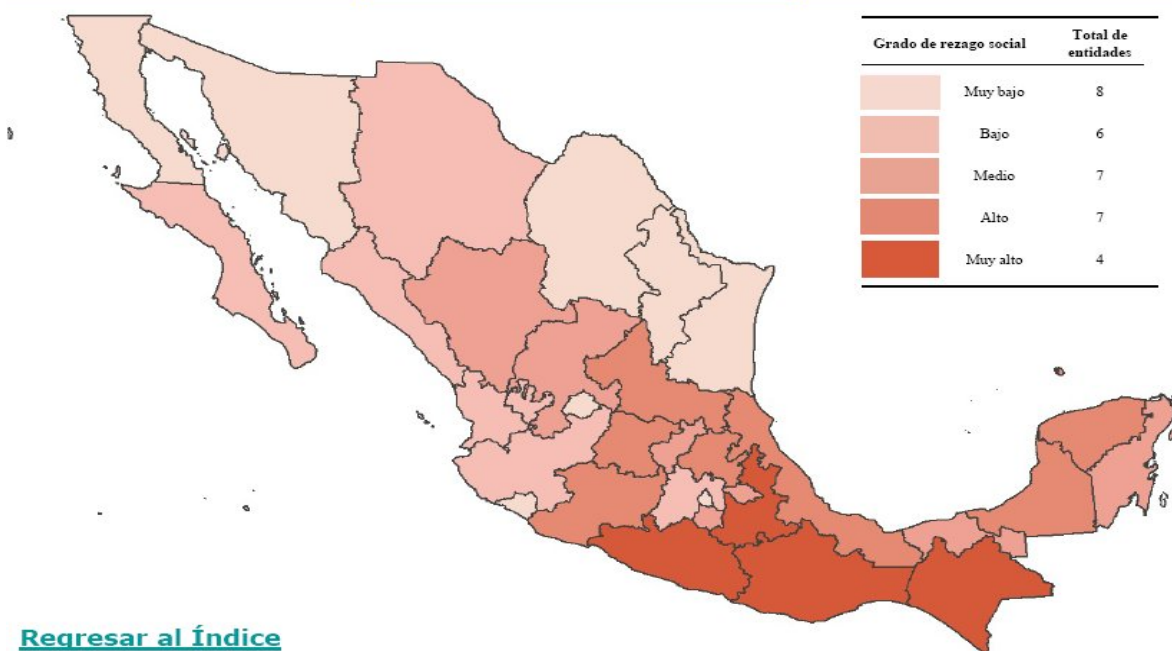 Grado de rezago social
Total de
entidades
Muy bajo 8
Bajo 6
Medio 7
Alto 7
Muy alto 4
Regresar al Índice